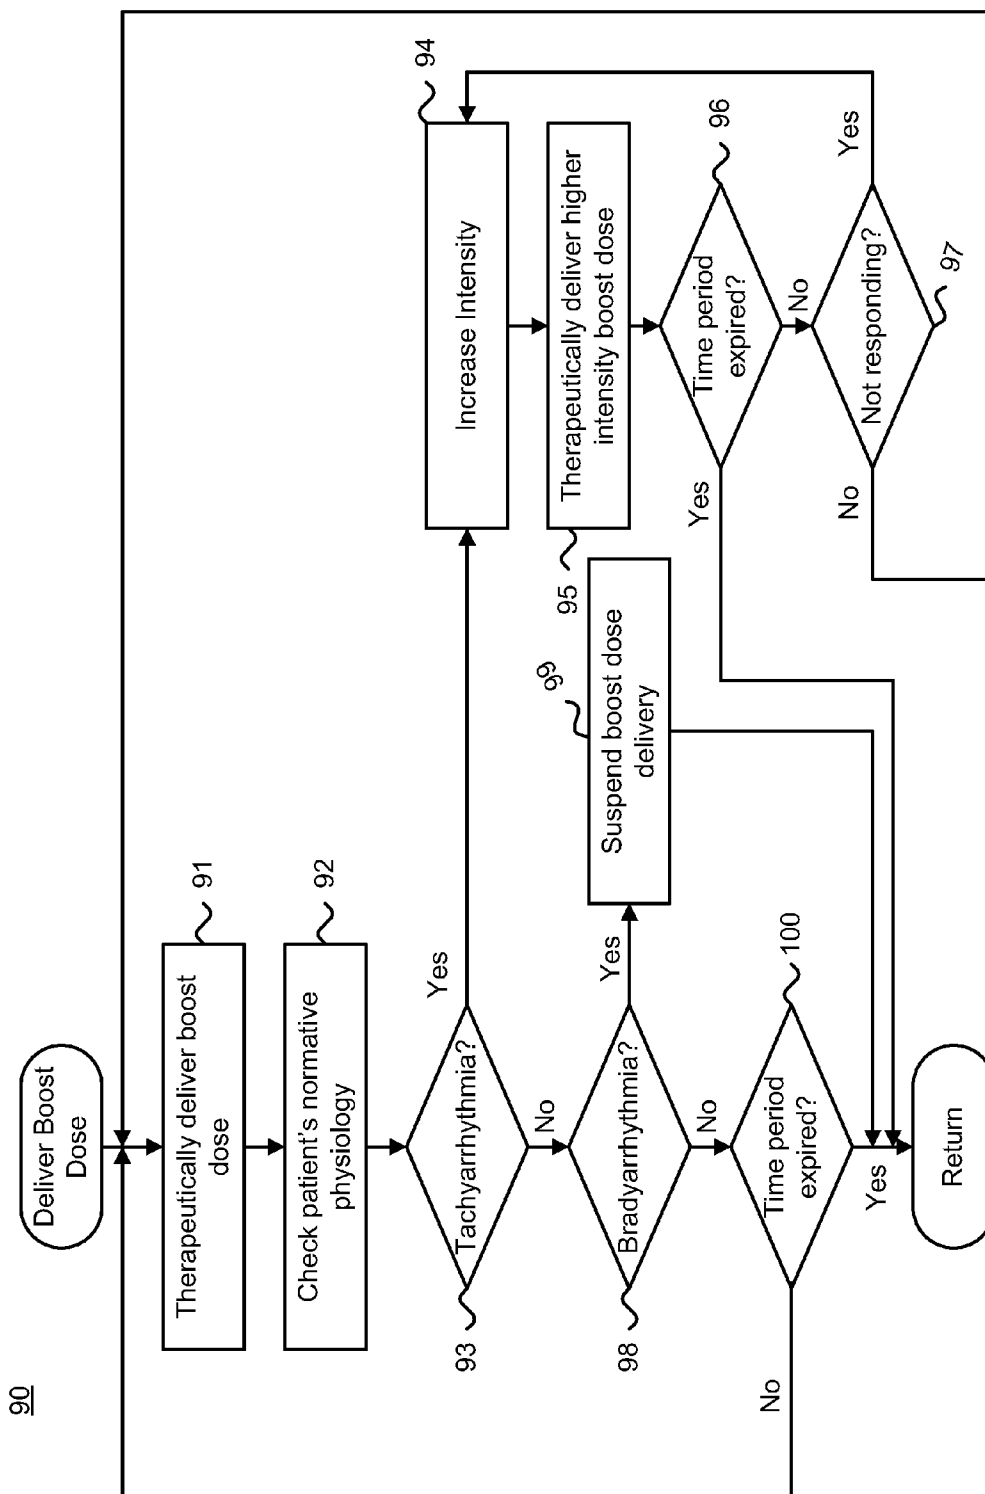 90
Deliver Boost
Dose
Therapeutically deliver boost
dose
91
Check patient's normative
physiology
92
Tachyarrhythmia?
93
Yes
No
Increase Intensity
94
Therapeutically deliver higher
intensity boost dose
95
Time period
expired?
96
Yes
No
Not responding?
97
Yes
No
Bradyarrhythmia?
98
Yes
No
Suspend boost dose
delivery
99
Time period
expired?
100
No
Yes
Return